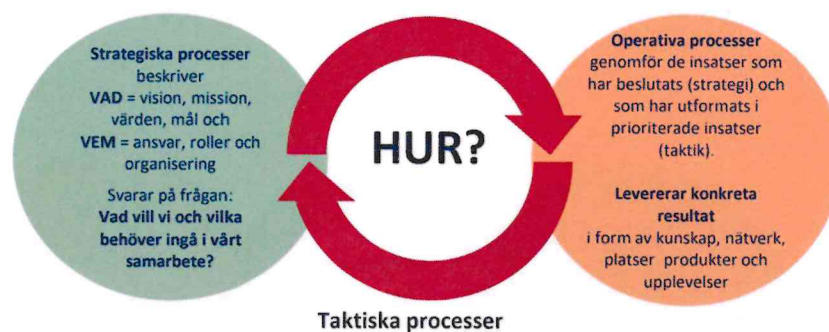 Strategiska processer
beskriver
VAD = vision, mission,
värden, mål och
VEM = ansvar, roller och
organisering
Svarar på frågan:
Vad vill vi och vilka
behöver ingå i vårt
samarbete?
HUR?
Operativa processer
genomför de insatser som
har beslutats (strategi) och
som har utformats i
prioriterade insatser
(taktik).
Levererar konkreta
resultat
i form av kunskap, nätverk,
platser produkter och
upplevelser
Taktiska processer